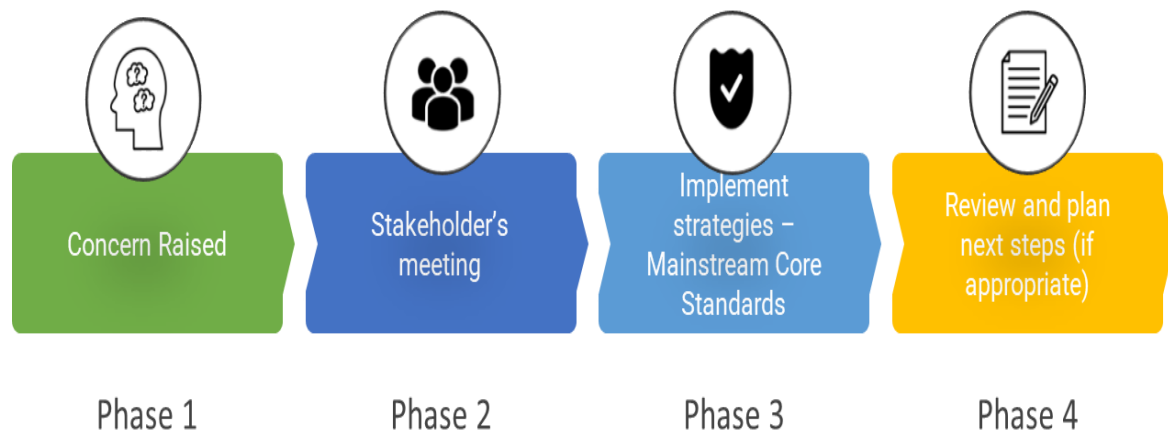 Concern Raised
Stakeholder’s
meeting
Implement
strategies –
Mainstream Core
Standards
Review and plan
next steps (if
appropriate)
Phase 1
Phase 2
Phase 3
Phase 4